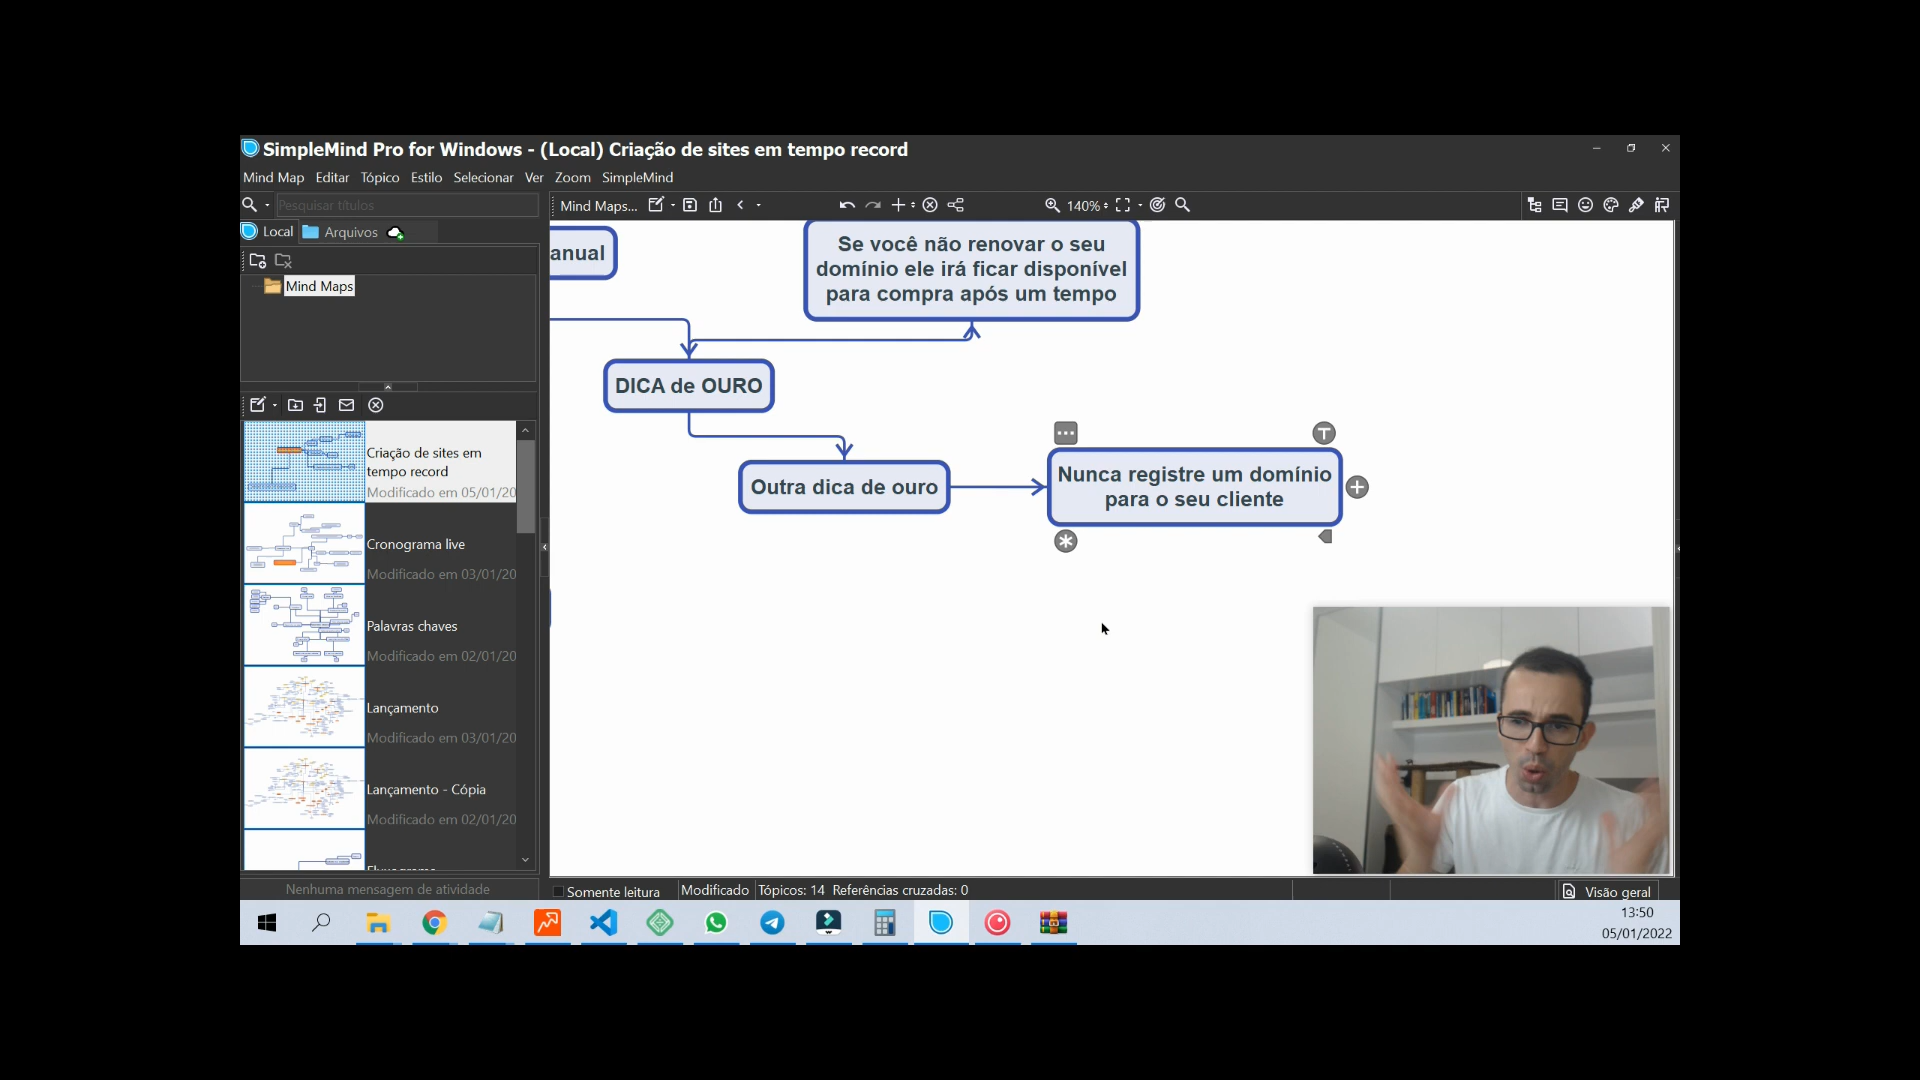 SimpleMind Pro for Windows - (Local) Criação de sites em tempo record
Mind Map Editar Tópico Estilo Selecionar Ver Zoom SimpleMind
Pesquisar títulos
Mind Maps...
140%
Local Arquivos
Mind Maps
Criação de sites em
tempo record
Modificado em 05/01/20
Cronograma live
Modificado em 03/01/20
Palavras chaves
Modificado em 02/01/20
Lançamento
Modificado em 03/01/20
Lançamento - Cópia
Modificado em 02/01/20
anual
Se você não renovar o seu
domínio ele irá ficar disponível
para compra após um tempo
DICA de OURO
Outra dica de ouro
Nunca registre um domínio
para o seu cliente
Nenhuma mensagem de atividade
Somente leitura
Modificado
Tópicos: 14 Referências cruzadas: 0
Visão geral
13:50
05/01/2022